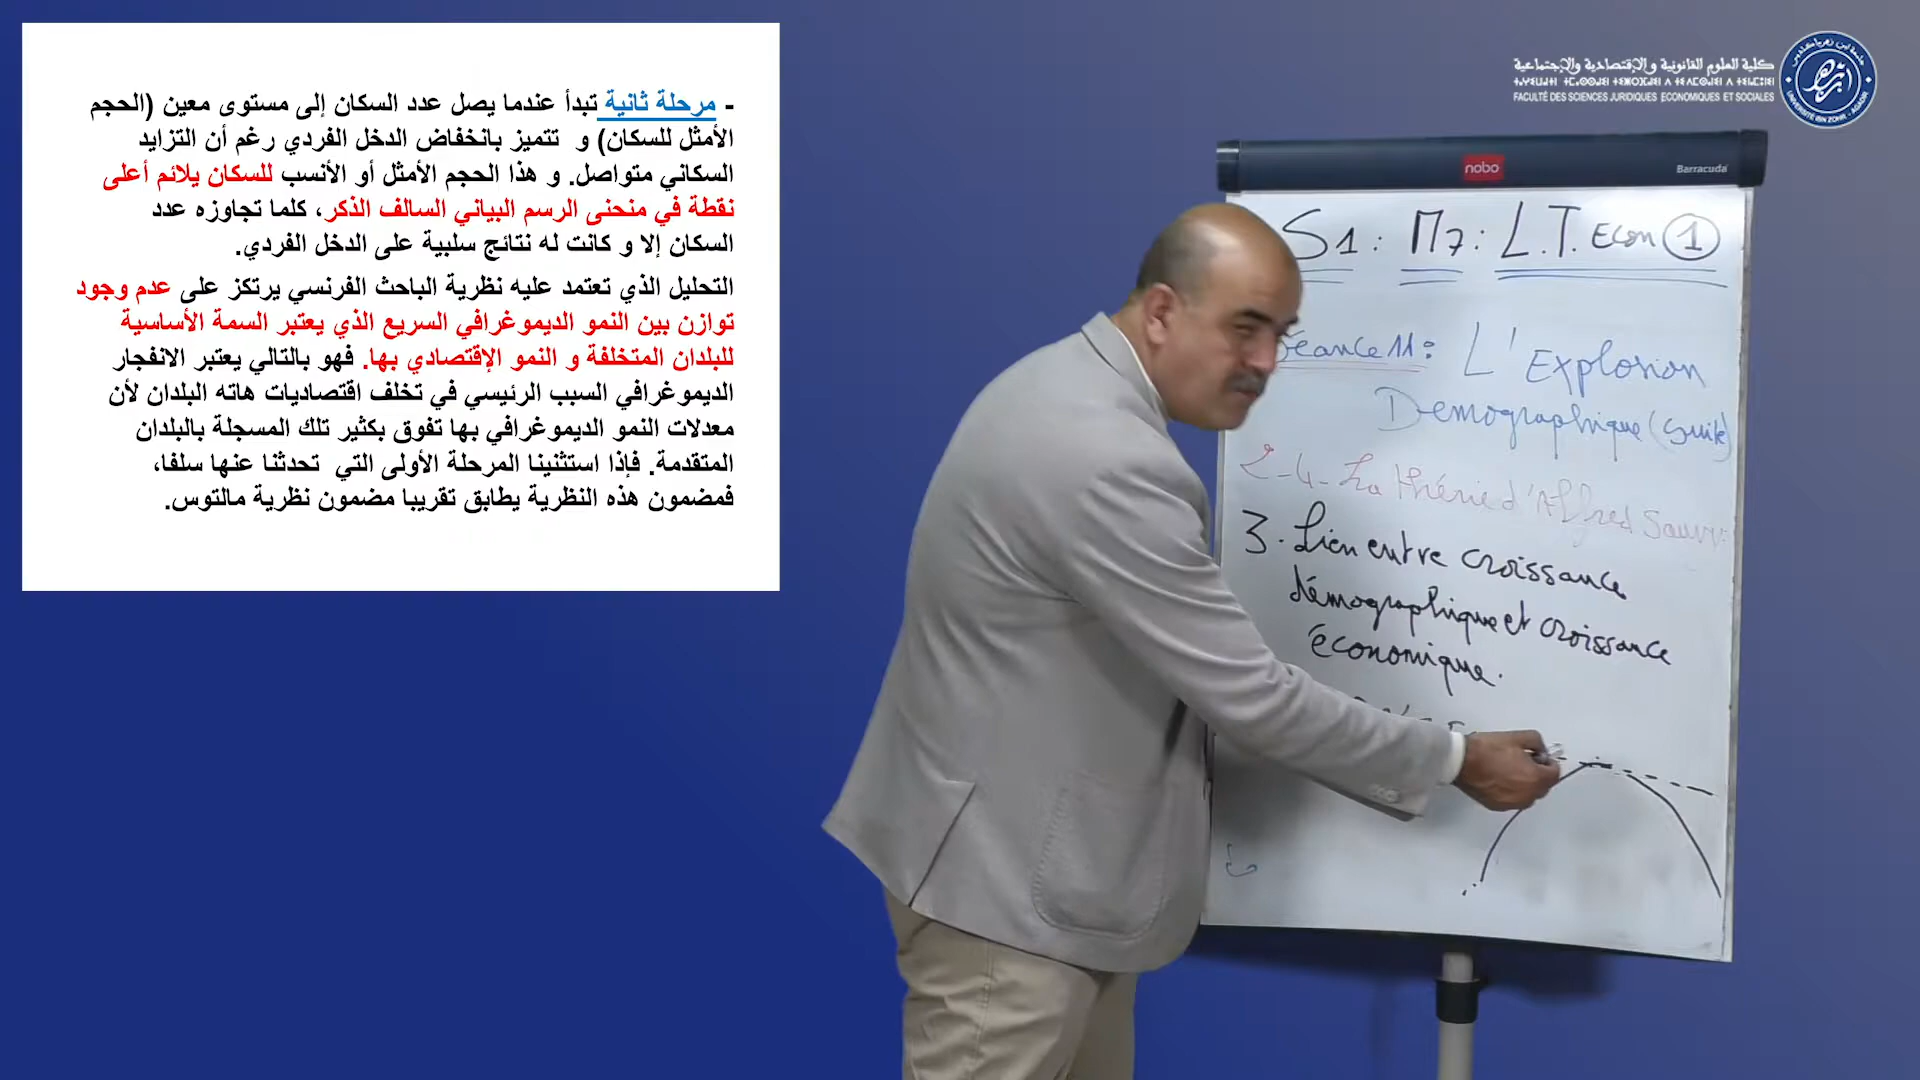 - مرحلة ثانية تبدأ عندما يصل عدد السكان إلى مستوى معين (الحجم
الأمثل للسكان) و تتميز بانخفاض الدخل الفردي رغم أن التزايد
السكاني متواصل. و هذا الحجم الأمثل أو الأنسب للسكان يلائم أعلى
نقطة في منحنى الرسم البياني السالف الذكر، كلما تجاوزه عدد
السكان إلا و كانت له نتائج سلبية على الدخل الفردي.
التحليل الذي تعتمد عليه نظرية الباحث الفرنسي يرتكز على عدم وجود
توازن بين النمو الديموغرافي السريع الذي يعتبر السمة الأساسية
للبلدان المتخلفة و النمو الإقتصادي بها. فهو بالتالي يعتبر الانفجار
الديموغرافي السبب الرئيسي في تخلف اقتصاديات هاته البلدان لأن
معدلات النمو الديموغرافي بها تفوق بكثير تلك المسجلة بالبلدان
المتقدمة. فإذا استثنينا المرحلة الأولى التي تحدثنا عنها سلفا،
فمضمون هذه النظرية يطابق تقريبا مضمون نظرية مالتوس.
كلية العلوم القانونية والإقتصادية والإجتماعية
FACULTÉ DES SCIENCES JURIDIQUES ECONOMIQUES ET SOCIALES
UNIVERSITÉ IBN ZOHR - AGADIR
nobo
Barracuda
S1 : M7 : L.T. Econ 1
Séance 11 : L'Explosion
Démographique (suite)
2-4- La thérie d'Alfred Sauvy:
3. Lien entre croissance
démographique et croissance
économique.